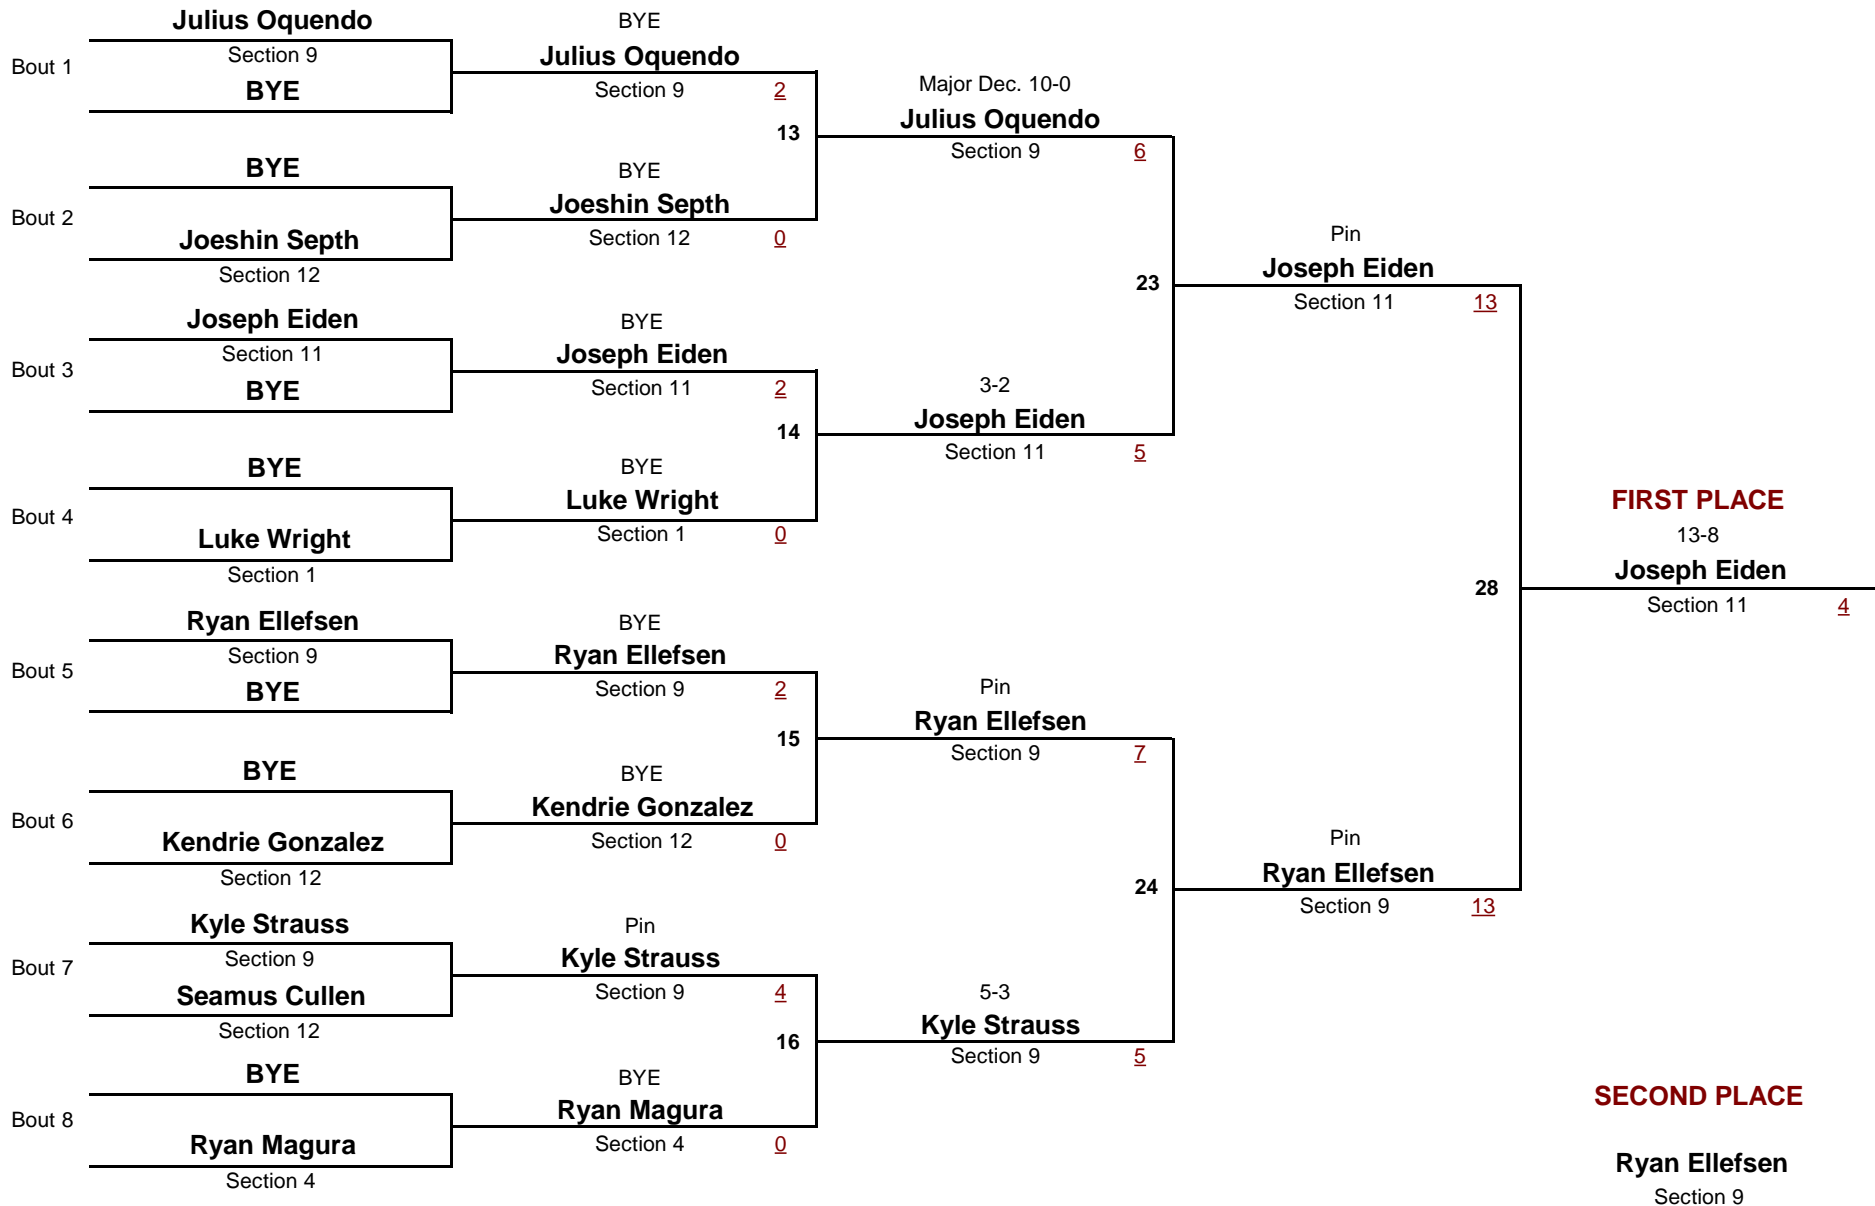 Julius Oquendo
Bout 1
Section 9
BYE
BYE
Bout 2
Joeshin Septh
Section 12
Joseph Eiden
Bout 3
Section 11
BYE
BYE
Bout 4
Luke Wright
Section 1
Ryan Ellefsen
Bout 5
Section 9
BYE
BYE
Bout 6
Kendrie Gonzalez
Section 12
Kyle Strauss
Bout 7
Section 9
Seamus Cullen
Section 12
BYE
Bout 8
Ryan Magura
Section 4
BYE
Julius Oquendo
Section 9 2
13
BYE
Joeshin Septh
Section 12 0
BYE
Joseph Eiden
Section 11 2
14
BYE
Luke Wright
Section 1 0
BYE
Ryan Ellefsen
Section 9 2
15
BYE
Kendrie Gonzalez
Section 12 0
Pin
Kyle Strauss
Section 9 4
16
BYE
Ryan Magura
Section 4 0
Major Dec. 10-0
Julius Oquendo
Section 9 6
23
3-2
Joseph Eiden
Section 11 5
Pin
Ryan Ellefsen
Section 9 7
24
5-3
Kyle Strauss
Section 9 5
Pin
Joseph Eiden
Section 11 13
28
Pin
Ryan Ellefsen
Section 9 13
FIRST PLACE
13-8
Joseph Eiden
Section 11 4
SECOND PLACE
Ryan Ellefsen
Section 9